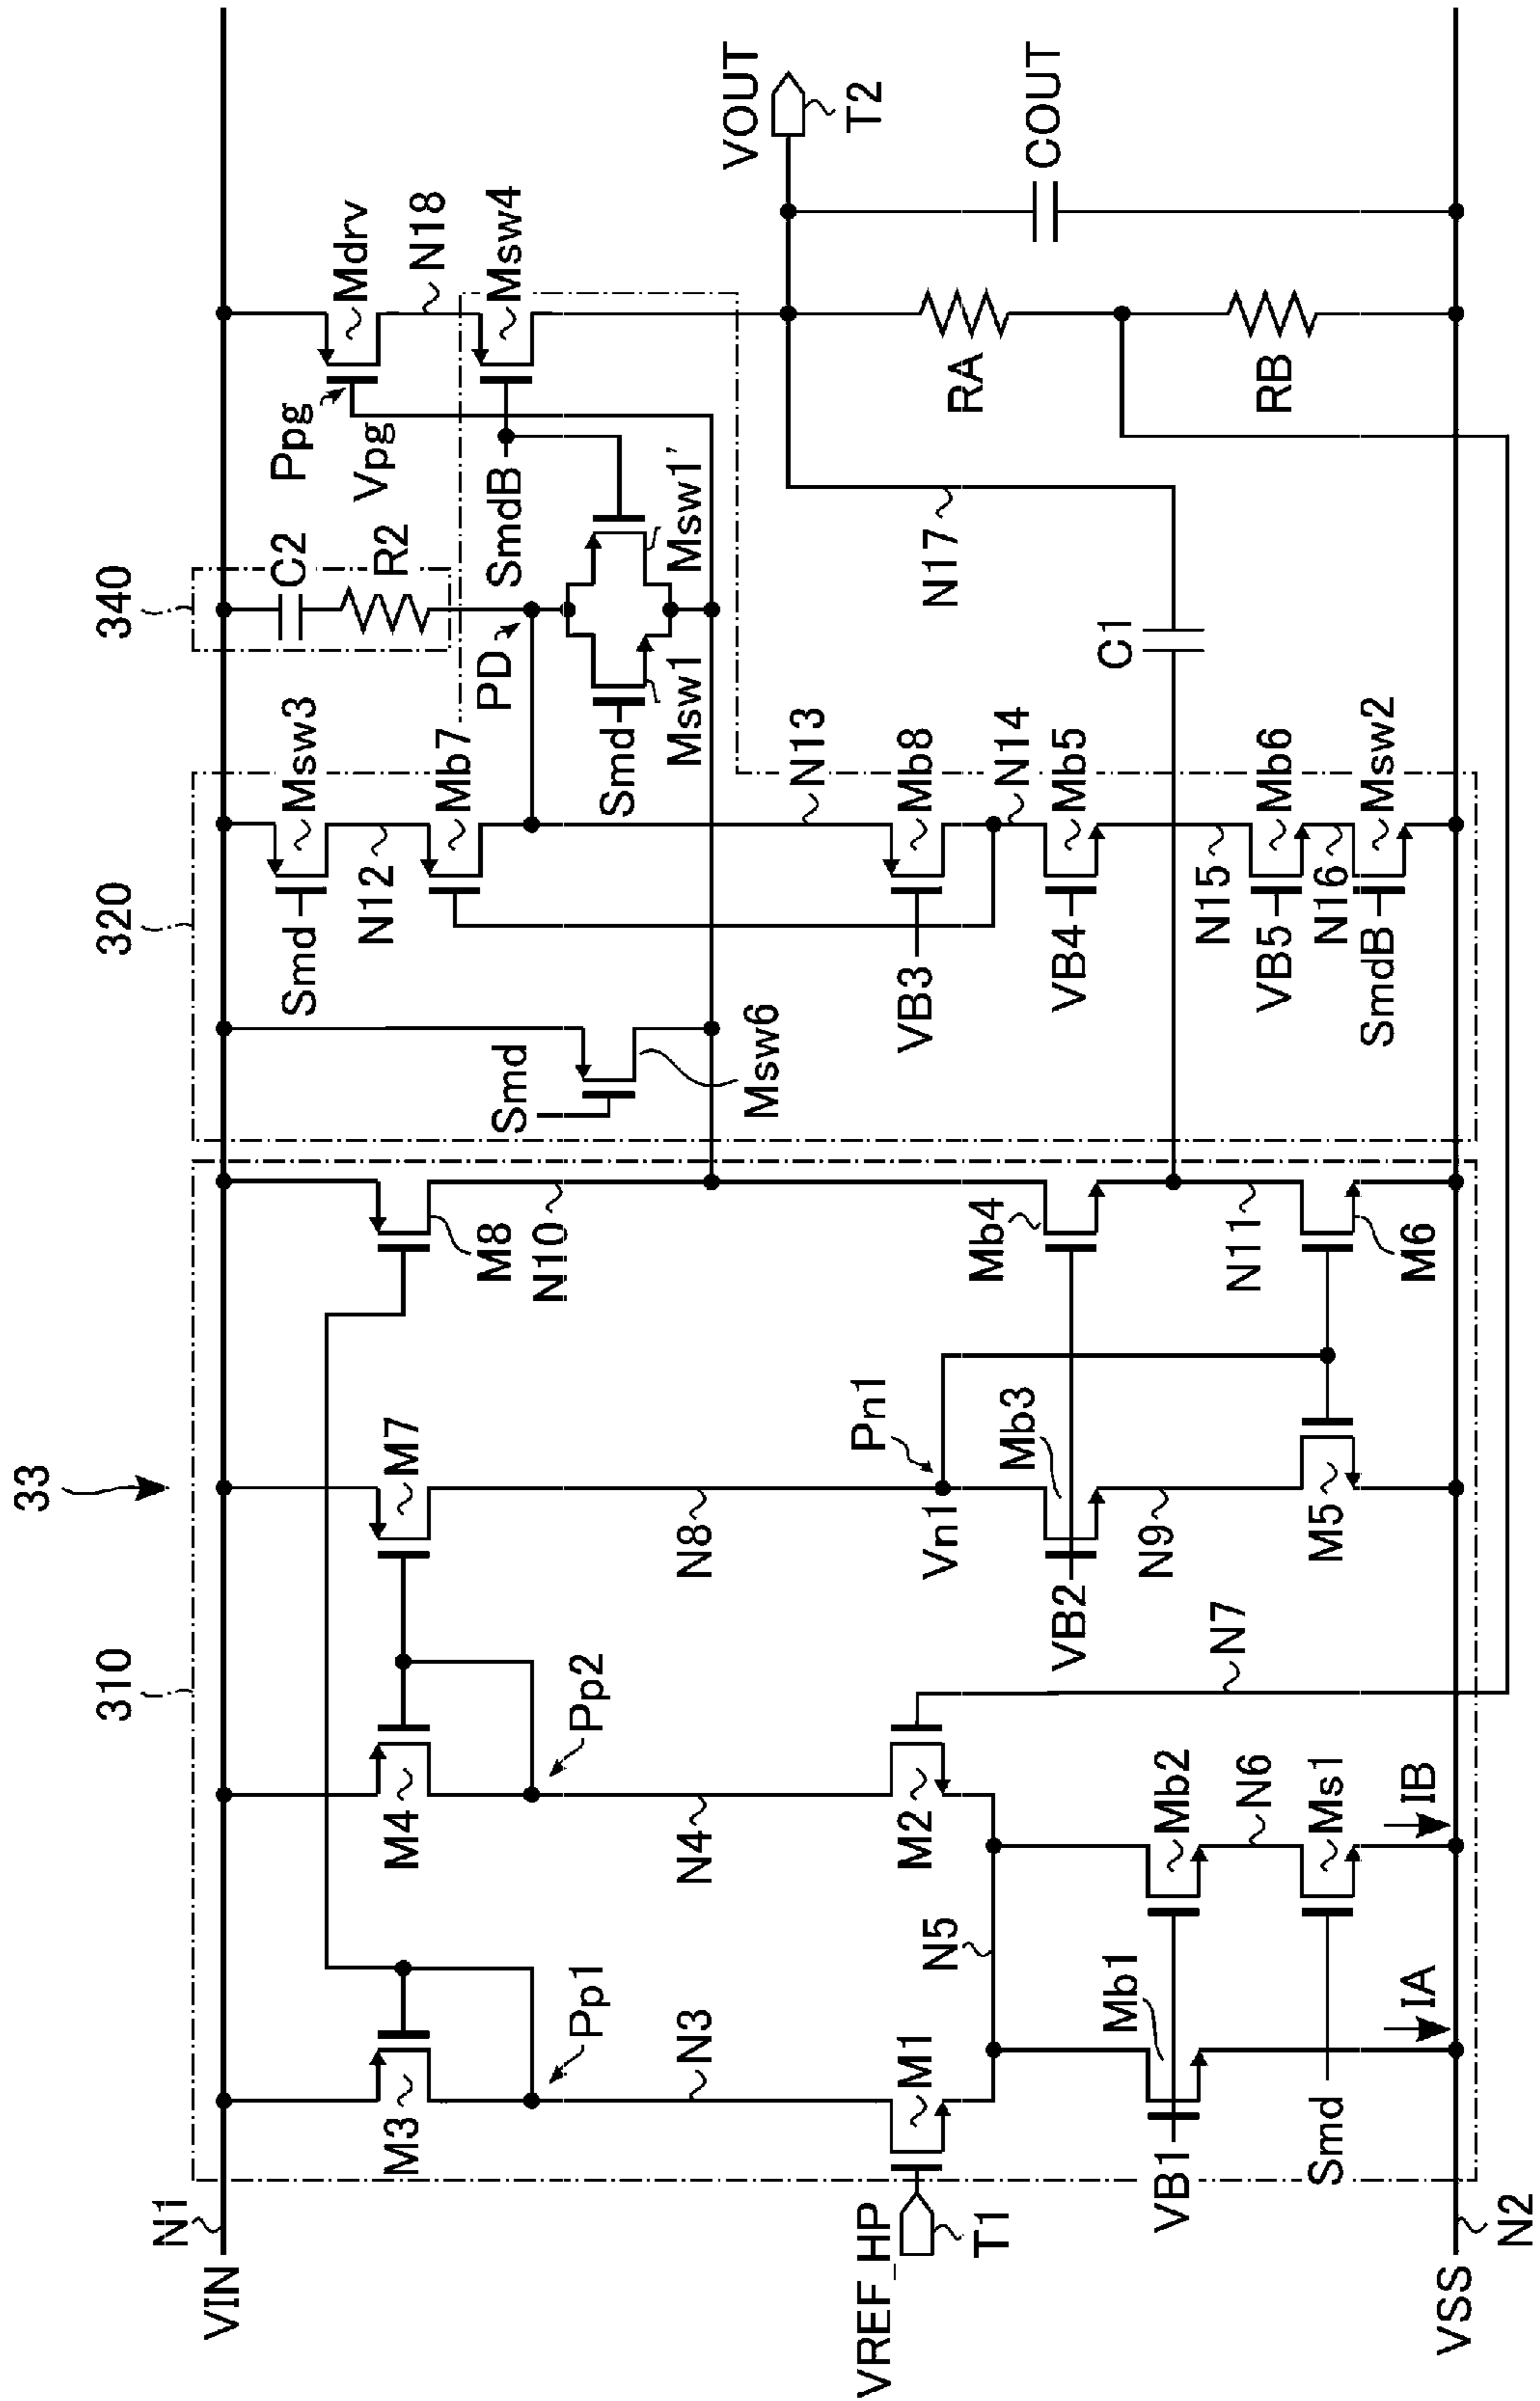 33
310
320
340
N1
VIN
M3
Pp1
N3
M1
VREF_HP
T1
M4
Pp2
N4
M2
N5
N7
Mb1
VB1
Mb2
N6
Ms1
Smd
IA
IB
VSS
N2
M7
N8
Pn1
Vn1
Mb3
VB2
N9
M5
M8
N10
Mb4
N11
M6
Smd
Msw6
Msw3
Smd
N12
Mb7
PD
N13
Mb8
VB3
N14
Mb5
VB4
N15
Mb6
VB5
N16
Msw2
SmdB
C2
R2
Smd
Msw1
Msw1'
SmdB
Ppg
Vpg
Mdrv
N18
Msw4
N17
C1
RA
RB
VOUT
T2
COUT